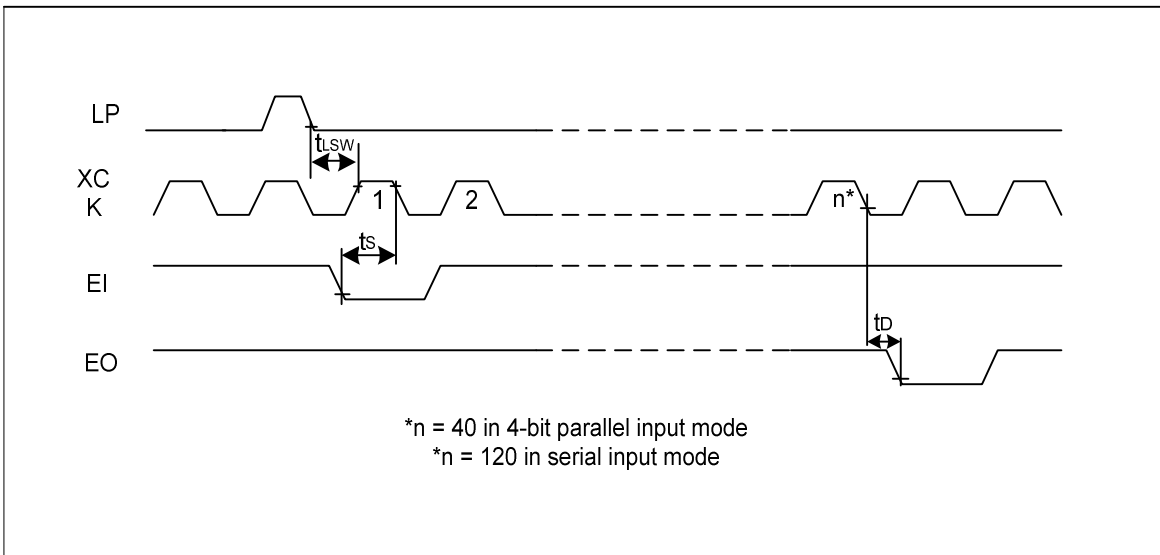 LP
tLSW
XC
K
1
2
n*
tS
EI
tD
EO
*n = 40 in 4-bit parallel input mode
*n = 120 in serial input mode